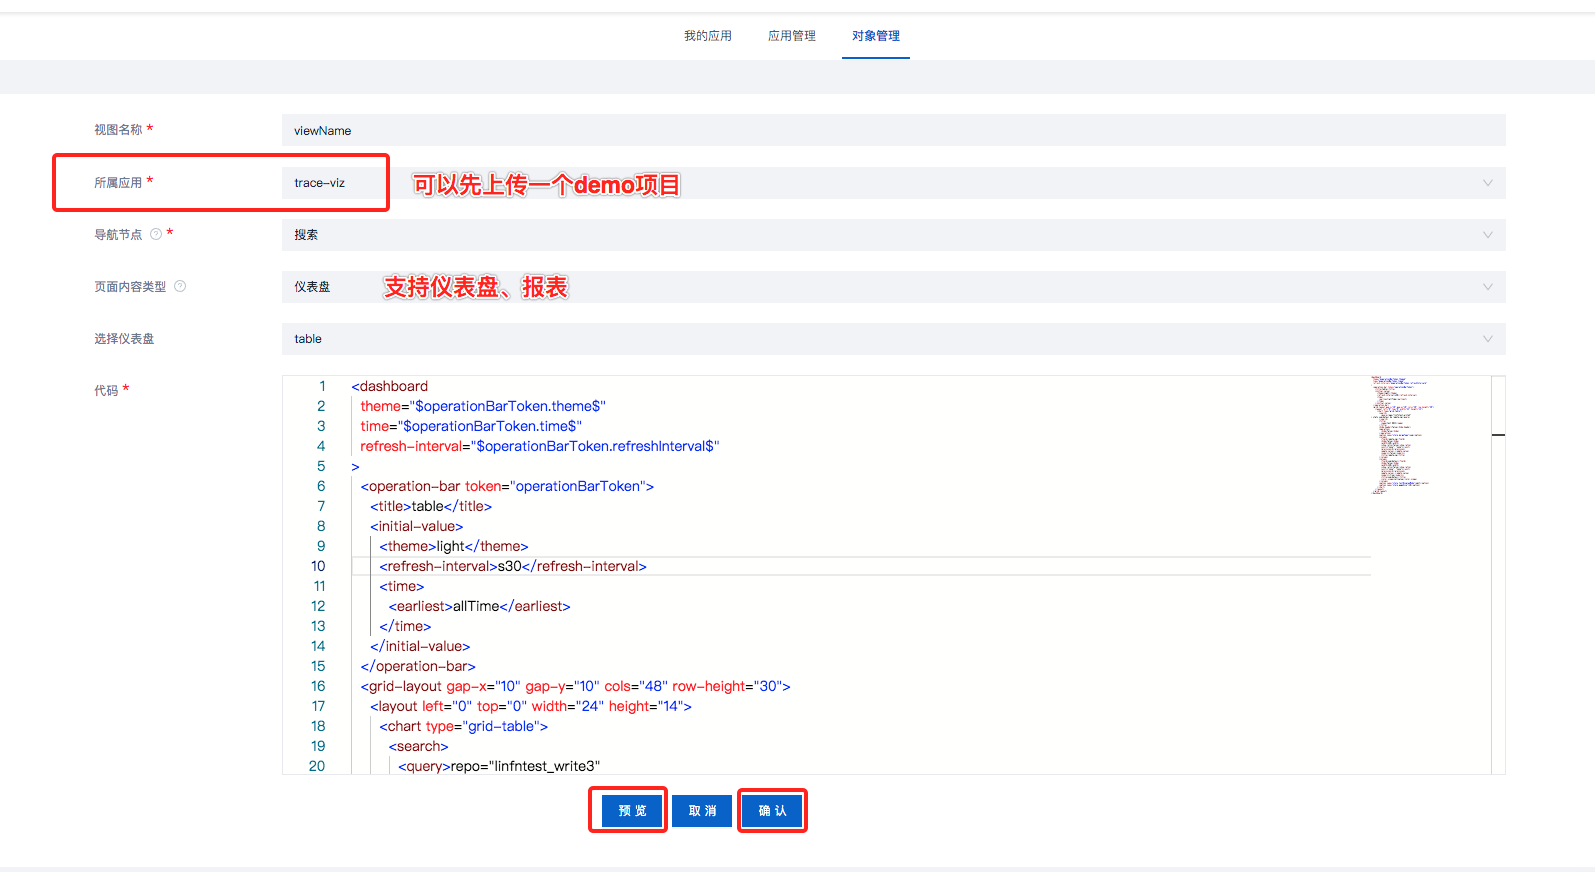 我的应用 应用管理 对象管理
视图名称 * viewName
所属应用 * trace-viz 可以先上传一个demo项目
导航节点 ? * 搜索
页面内容类型 ? 仪表盘 支持仪表盘、报表
选择仪表盘 table
代码 *
1 <dashboard
2 theme="$operationBarToken.theme$"
3 time="$operationBarToken.time$"
4 refresh-interval="$operationBarToken.refreshInterval$"
5 >
6 <operation-bar token="operationBarToken">
7 <title>table</title>
8 <initial-value>
9 <theme>light</theme>
10 <refresh-interval>s30</refresh-interval>
11 <time>
12 <earliest>allTime</earliest>
13 </time>
14 </initial-value>
15 </operation-bar>
16 <grid-layout gap-x="10" gap-y="10" cols="48" row-height="30">
17 <layout left="0" top="0" width="24" height="14">
18 <chart type="grid-table">
19 <search>
20 <query>repo="linfntest_write3"
预览 取消 确认